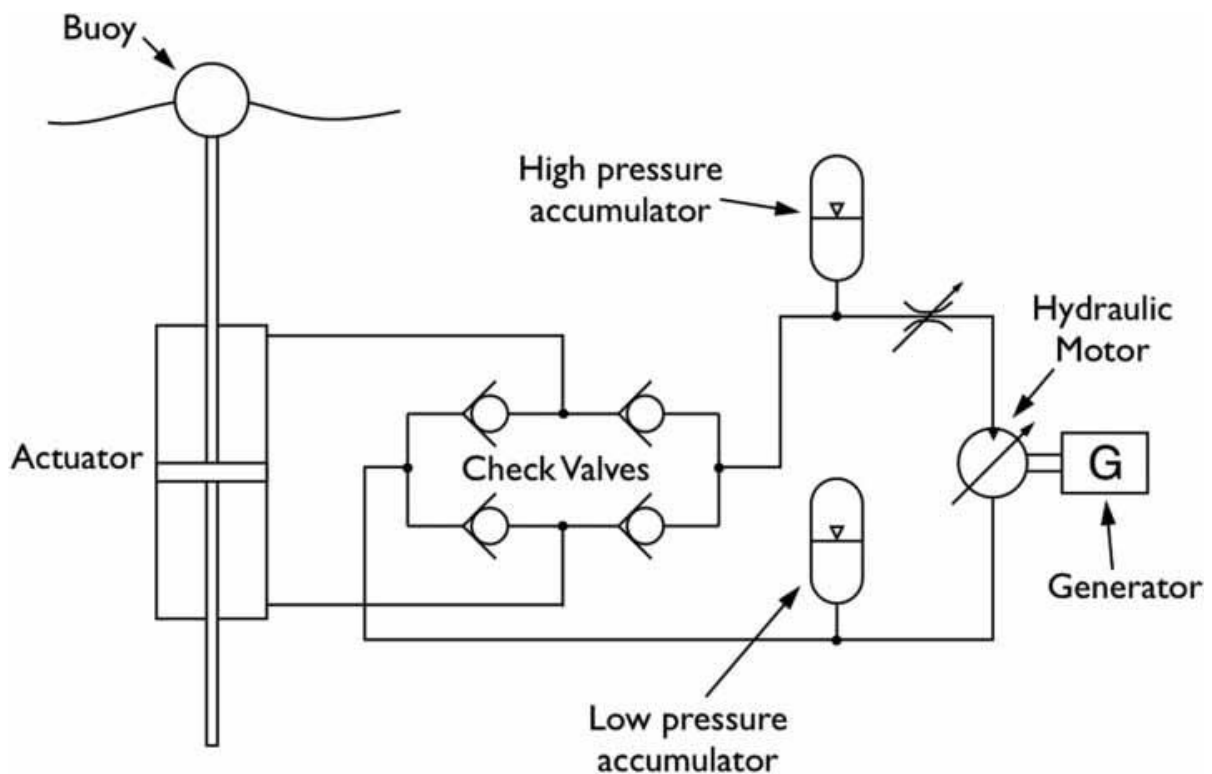 Buoy
High pressure
accumulator
Hydraulic
Motor
Actuator
Check Valves
G
Generator
Low pressure
accumulator